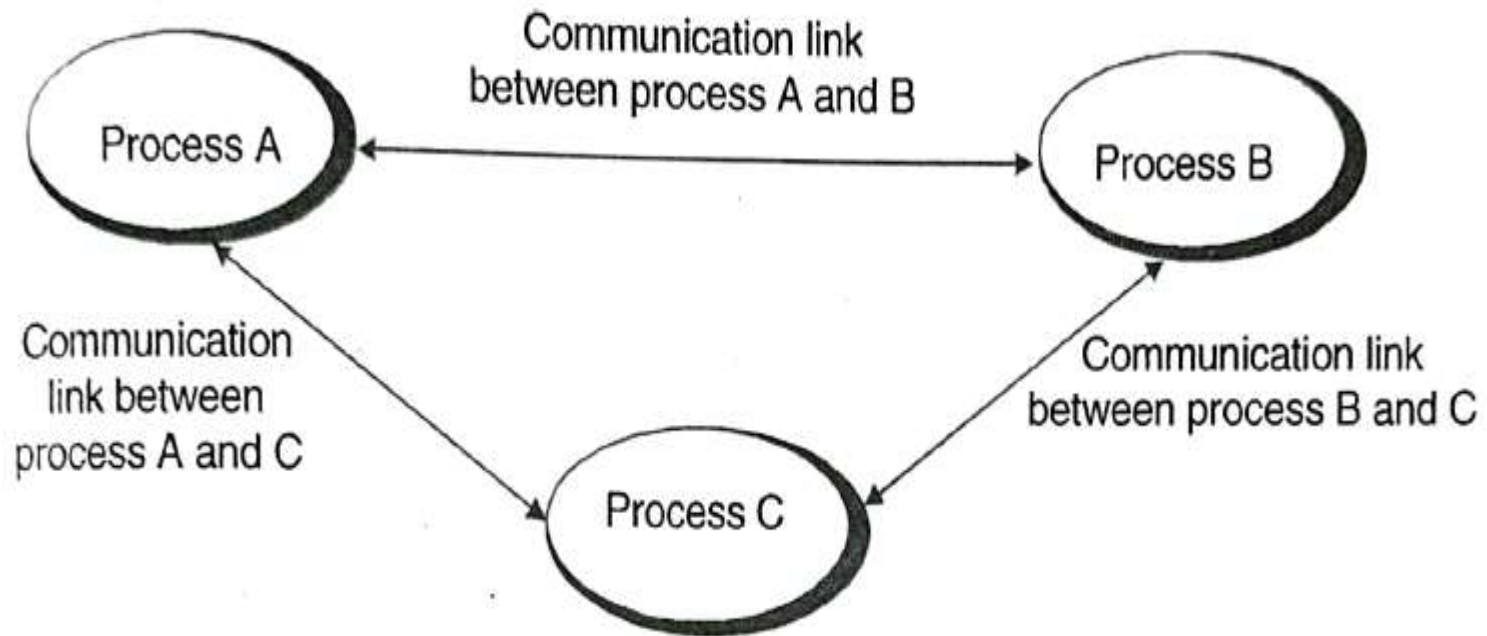 Communication link
between process A and B
Process A
Process B
Communication
link between
process A and C
Communication link
between process B and C
Process C